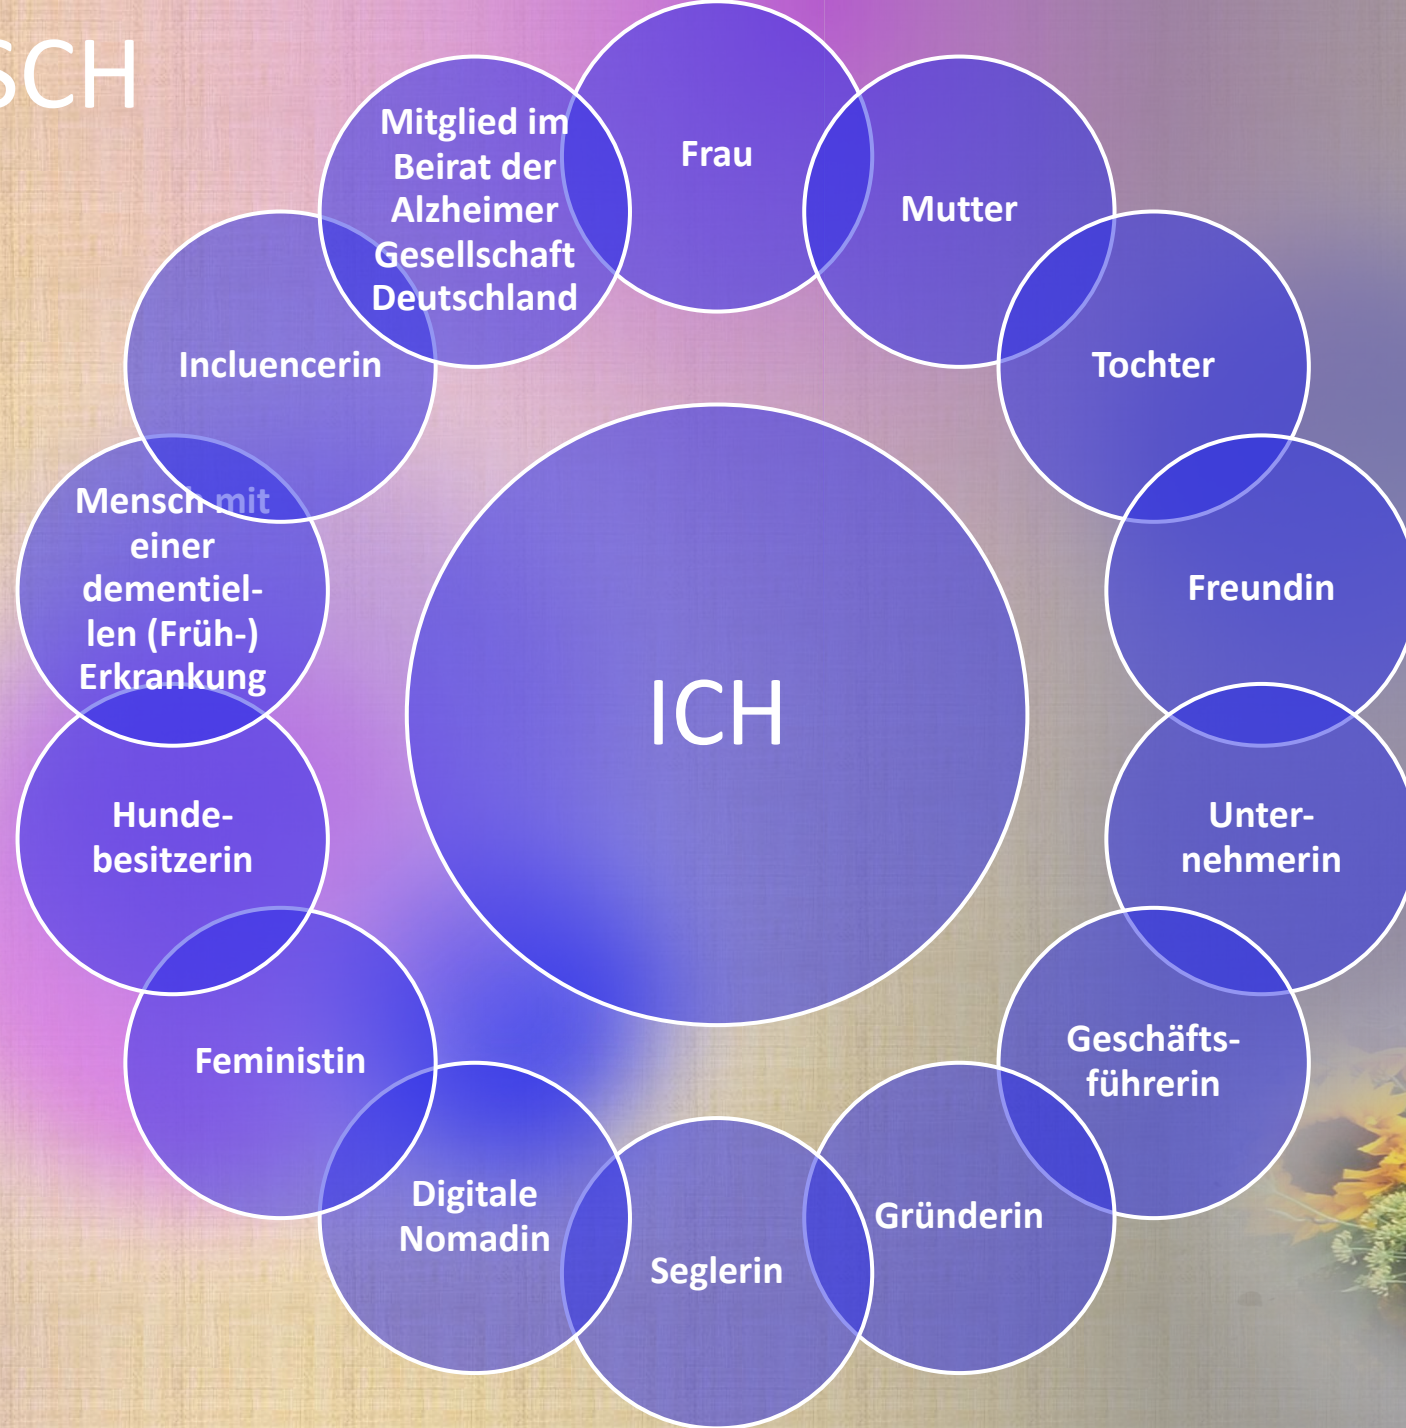 SCH
Frau
Mutter
Tochter
Freundin
Unter-
nehmerin
Geschäfts-
führerin
Gründerin
Seglerin
Digitale
Nomadin
Feministin
Hunde-
besitzerin
Mensch mit
einer
dementiel-
len (Früh-)
Erkrankung
Incluencerin
Mitglied im
Beirat der
Alzheimer
Gesellschaft
Deutschland
ICH